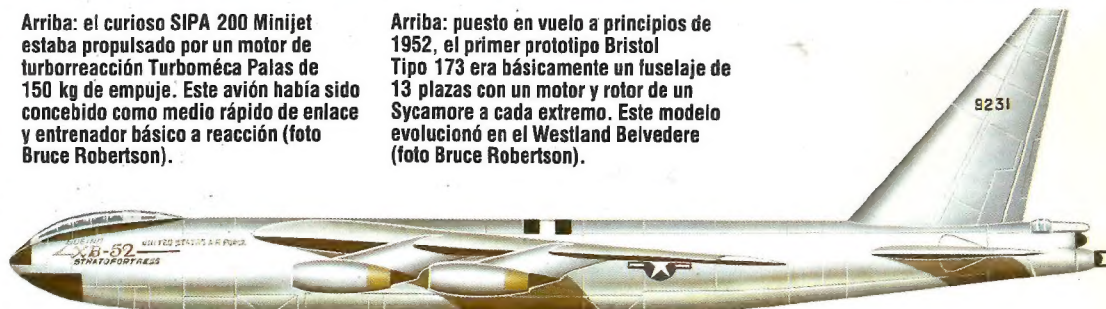 Arriba: el curioso SIPA 200 Minijet
estaba propulsado por un motor de
turborreacción Turboméca Palas de
150 kg de empuje. Este avión había sido
concebido como medio rápido de enlace
y entrenador básico a reacción (foto
Bruce Robertson).
Arriba: puesto en vuelo a principios de
1952, el primer prototipo Bristol
Tipo 173 era básicamente un fuselaje de
13 plazas con un motor y rotor de un
Sycamore a cada extremo. Este modelo
evolucionó en el Westland Belvedere
(foto Bruce Robertson).
9231
BOEING
XB-52
STRATOFORTRESS
UNITED STATES AIR FORCE